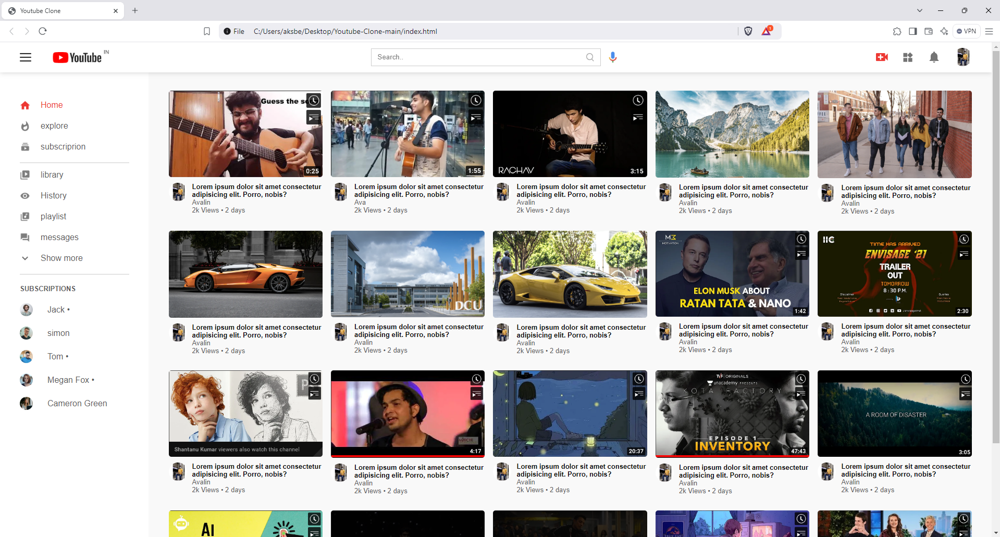 Youtube Clone
File C:/Users/aksbe/Desktop/Youtube-Clone-main/index.html
1
VPN
YouTube IN
Search..
Home
explore
subscriprion
library
History
playlist
messages
Show more
SUBSCRIPTIONS
Jack •
simon
Tom •
Megan Fox •
Cameron Green
Guess the so
0:25
1:55
RAGHAV
3:15
Lorem ipsum dolor sit amet consectetur
adipisicing elit. Porro, nobis?
Avalin
2k Views • 2 days
Lorem ipsum dolor sit amet consectetur
adipisicing elit. Porro, nobis?
Ava
2k Views • 2 days
Lorem ipsum dolor sit amet consectetur
adipisicing elit. Porro, nobis?
Avalin
2k Views • 2 days
Lorem ipsum dolor sit amet consectetur
adipisicing elit. Porro, nobis?
Avalin
2k Views • 2 days
Lorem ipsum dolor sit amet consectetur
adipisicing elit. Porro, nobis?
Avalin
2k Views • 2 days
DCU
M3
MOTIVATION
ELON MUSK ABOUT
RATAN TATA & NANO
1:42
IIC
TIME HAS ARRIVED
ENVISAGE '21
TRAILER
OUT
TOMORROW
8:30 P.M.
Disclaimer
Queries
2:30
Lorem ipsum dolor sit amet consectetur
adipisicing elit. Porro, nobis?
Avalin
2k Views • 2 days
Lorem ipsum dolor sit amet consectetur
adipisicing elit. Porro, nobis?
Avalin
2k Views • 2 days
Lorem ipsum dolor sit amet consectetur
adipisicing elit. Porro, nobis?
Avalin
2k Views • 2 days
Lorem ipsum dolor sit amet consectetur
adipisicing elit. Porro, nobis?
Avalin
2k Views • 2 days
Lorem ipsum dolor sit amet consectetur
adipisicing elit. Porro, nobis?
Avalin
2k Views • 2 days
Shantanu Kumar viewers also watch this channel
MIRCHI
4:17
20:37
TVF ORIGINALS
unacademy PRESENTS
KOTA FACTORY
EPISODE 1
INVENTORY
47:43
A ROOM OF DISASTER
3:05
Lorem ipsum dolor sit amet consectetur
adipisicing elit. Porro, nobis?
Avalin
2k Views • 2 days
Lorem ipsum dolor sit amet consectetur
adipisicing elit. Porro, nobis?
Avalin
2k Views • 2 days
Lorem ipsum dolor sit amet consectetur
adipisicing elit. Porro, nobis?
Avalin
2k Views • 2 days
Lorem ipsum dolor sit amet consectetur
adipisicing elit. Porro, nobis?
Avalin
2k Views • 2 days
Lorem ipsum dolor sit amet consectetur
adipisicing elit. Porro, nobis?
Avalin
2k Views • 2 days
AI